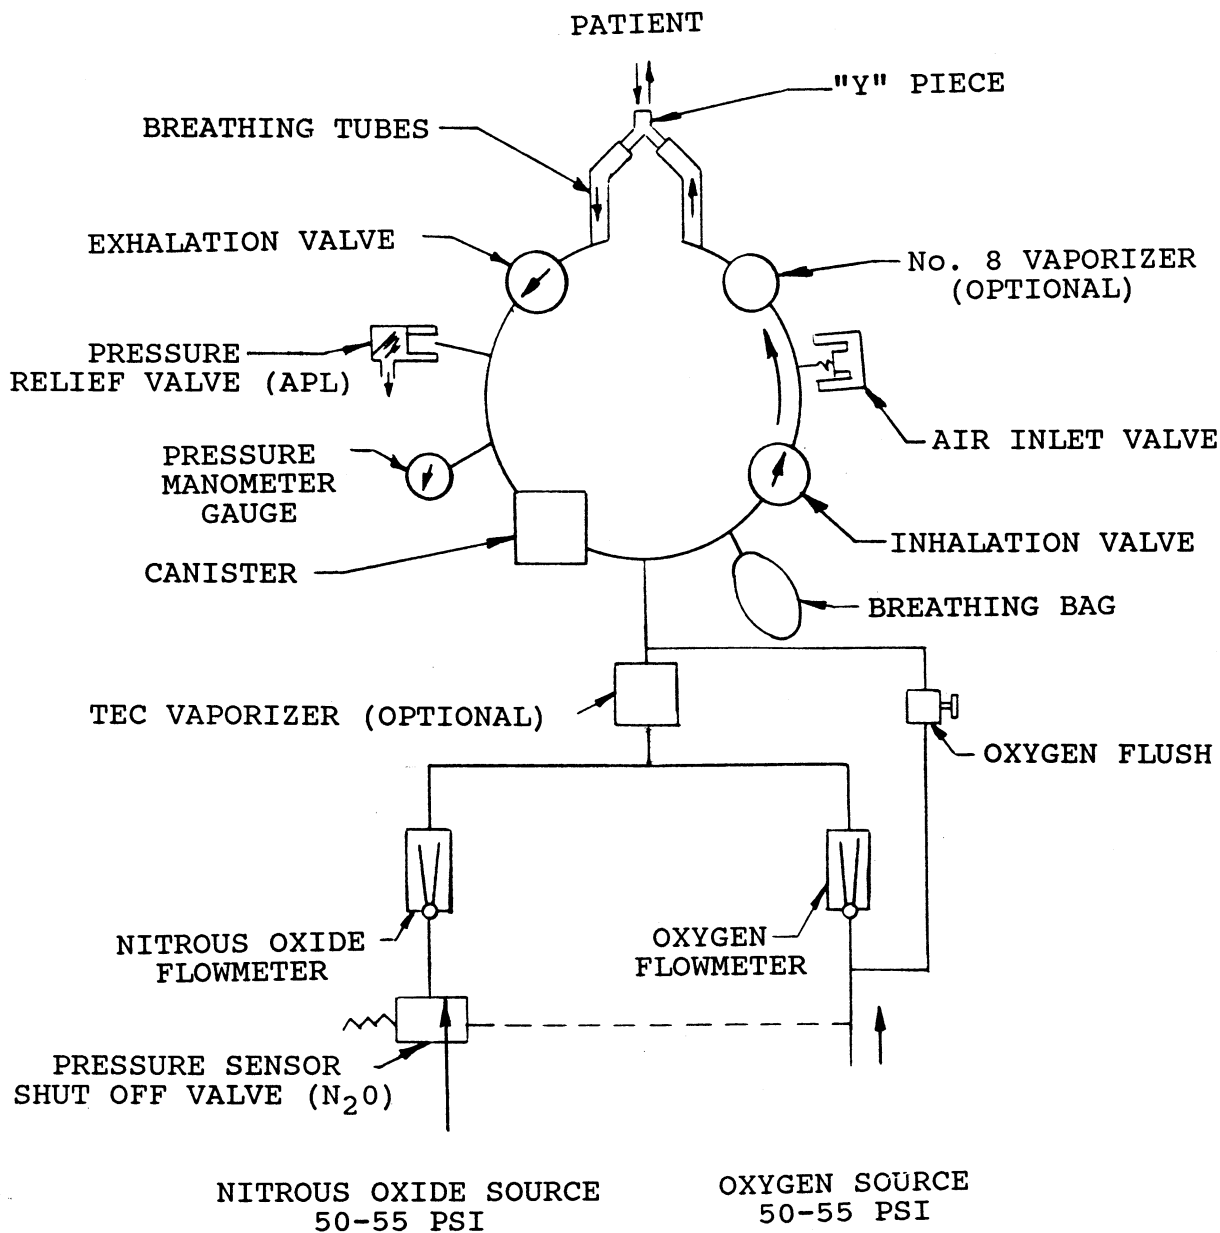 PATIENT
"Y" PIECE
BREATHING TUBES
EXHALATION VALVE
No. 8 VAPORIZER
(OPTIONAL)
PRESSURE
RELIEF VALVE (APL)
AIR INLET VALVE
PRESSURE
MANOMETER
GAUGE
INHALATION VALVE
CANISTER
BREATHING BAG
TEC VAPORIZER (OPTIONAL)
OXYGEN FLUSH
NITROUS OXIDE
FLOWMETER
OXYGEN
FLOWMETER
PRESSURE SENSOR
SHUT OFF VALVE (N₂O)
NITROUS OXIDE SOURCE
50-55 PSI
OXYGEN SOURCE
50-55 PSI